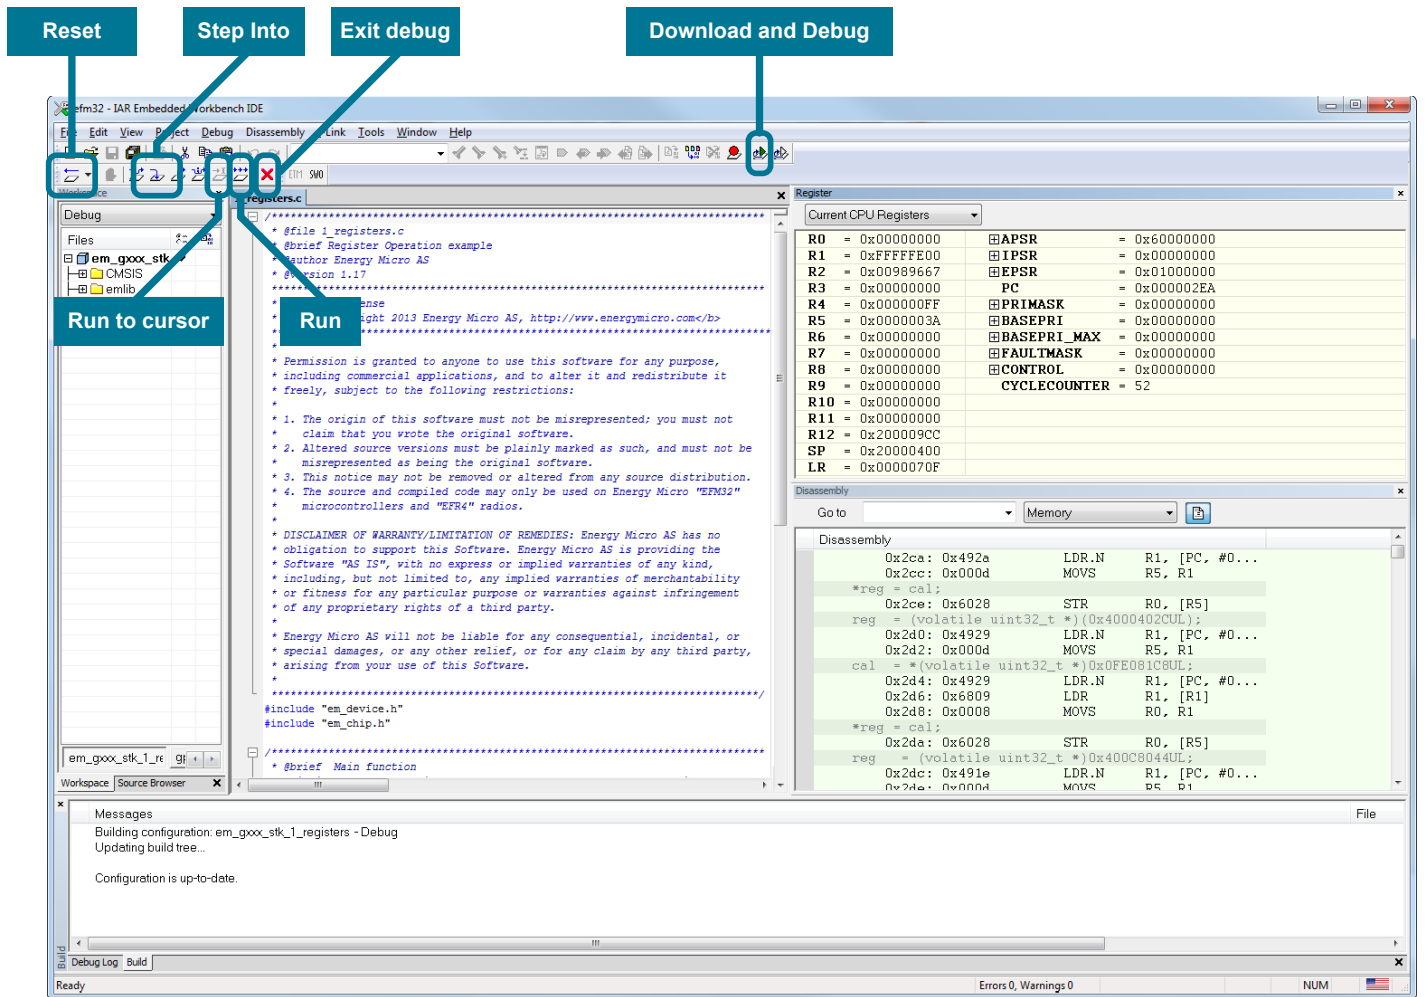 Reset
Step Into
Exit debug
Download and Debug
efm32 - IAR Embedded Workbench IDE
File Edit View Project Debug Disassembly Link Tools Window Help
ETM SWO
Workspace
Debug
Files
em_gxxx_stk
CMSIS
emlib
Run to cursor
Run
em_gxxx_stk_1_re
Workspace Source Browser
registers.c
/******************************************************************************
* @file 1_registers.c
* @brief Register Operation example
* @author Energy Micro AS
* @version 1.17
******************************************************************************
ense
ight 2013 Energy Micro AS, http://www.energymicro.com</b>
*******************************************************************************
*
* Permission is granted to anyone to use this software for any purpose,
* including commercial applications, and to alter it and redistribute it
* freely, subject to the following restrictions:
*
* 1. The origin of this software must not be misrepresented; you must not
* claim that you wrote the original software.
* 2. Altered source versions must be plainly marked as such, and must not be
* misrepresented as being the original software.
* 3. This notice may not be removed or altered from any source distribution.
* 4. The source and compiled code may only be used on Energy Micro "EFM32"
* microcontrollers and "EFR4" radios.
*
* DISCLAIMER OF WARRANTY/LIMITATION OF REMEDIES: Energy Micro AS has no
* obligation to support this Software. Energy Micro AS is providing the
* Software "AS IS", with no express or implied warranties of any kind,
* including, but not limited to, any implied warranties of merchantability
* or fitness for any particular purpose or warranties against infringement
* of any proprietary rights of a third party.
*
* Energy Micro AS will not be liable for any consequential, incidental, or
* special damages, or any other relief, or for any claim by any third party,
* arising from your use of this Software.
*
*****************************************************************************/
#include "em_device.h"
#include "em_chip.h"
/******************************************************************************
* @brief Main function
Register
Current CPU Registers
R0 = 0x00000000 APSR = 0x60000000
R1 = 0xFFFFFE00 IPSR = 0x00000000
R2 = 0x00989667 EPSR = 0x01000000
R3 = 0x00000000 PC = 0x000002EA
R4 = 0x000000FF PRIMASK = 0x00000000
R5 = 0x0000003A BASEPRI = 0x00000000
R6 = 0x00000000 BASEPRI_MAX = 0x00000000
R7 = 0x00000000 FAULTMASK = 0x00000000
R8 = 0x00000000 CONTROL = 0x00000000
R9 = 0x00000000 CYCLECOUNTER = 52
R10 = 0x00000000
R11 = 0x00000000
R12 = 0x200009CC
SP = 0x20000400
LR = 0x0000070F
Disassembly
Go to Memory
Disassembly
0x2ca: 0x492a LDR.N R1, [PC, #0...
0x2cc: 0x000d MOVS R5, R1
*reg = cal;
0x2ce: 0x6028 STR R0, [R5]
reg = (volatile uint32_t *)(0x4000402CUL);
0x2d0: 0x4929 LDR.N R1, [PC, #0...
0x2d2: 0x000d MOVS R5, R1
cal = *(volatile uint32_t *)0x0FE081C8UL;
0x2d4: 0x4929 LDR.N R1, [PC, #0...
0x2d6: 0x6809 LDR R1, [R1]
0x2d8: 0x0008 MOVS R0, R1
*reg = cal;
0x2da: 0x6028 STR R0, [R5]
reg = (volatile uint32_t *)0x400C8044UL;
0x2dc: 0x491e LDR.N R1, [PC, #0...
0x2de: 0x000d MOVS R5, R1
Messages File
Building configuration: em_gxxx_stk_1_registers - Debug
Updating build tree...
Configuration is up-to-date.
Build
Debug Log Build
Ready Errors 0, Warnings 0 NUM